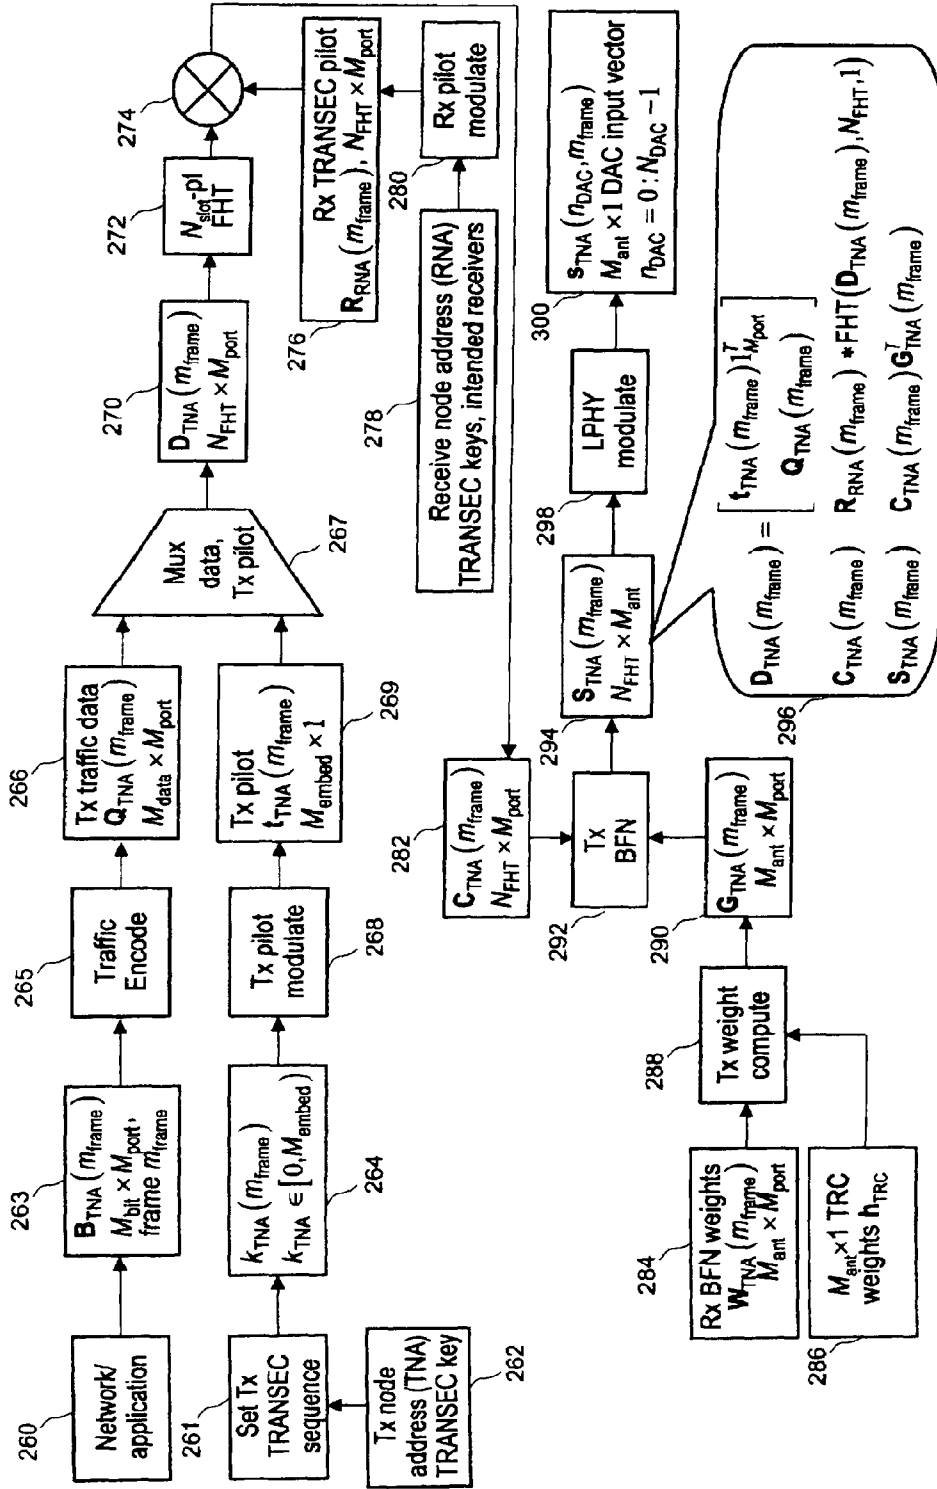 260
Network/
application
263
B_TNA(m_frame)
M_bit × M_port,
frame m_frame
265
Traffic
Encode
266
Tx traffic data
Q_TNA(m_frame)
M_data × M_port
261
Set Tx
TRANSEC
sequence
262
Tx node
address (TNA)
TRANSEC key
264
k_TNA(m_frame)
k_TNA ∈ [0,M_embed)
268
Tx pilot
modulate
269
Tx pilot
t_TNA(m_frame)
M_embed × 1
267
Mux
data,
Tx pilot
270
D_TNA(m_frame)
N_FHT × M_port
272
N_slot-pt
FHT
274
276
Rx TRANSEC pilot
R_RNA(m_frame), N_FHT × M_port
278
Receive node address (RNA)
TRANSEC keys, intended receivers
280
Rx pilot
modulate
282
C_TNA(m_frame)
N_FHT × M_port
284
Rx BFN weights
W_TNA(m_frame)
M_ant × M_port
286
M_ant×1 TRC
weights h_TRC
288
Tx weight
compute
290
G_TNA(m_frame)
M_ant × M_port
292
Tx
BFN
294
S_TNA(m_frame)
N_FHT × M_ant
298
LPHY
modulate
300
s_TNA(n_DAC,m_frame)
M_ant ×1 DAC input vector
n_DAC = 0 : N_DAC −1
296
D_TNA(m_frame) = [t_TNA(m_frame)1^T_M_port
Q_TNA(m_frame)]
C_TNA(m_frame) R_RNA(m_frame) *FHT(D_TNA(m_frame),N_FHT,1)
S_TNA(m_frame) C_TNA(m_frame)G^T_TNA(m_frame)